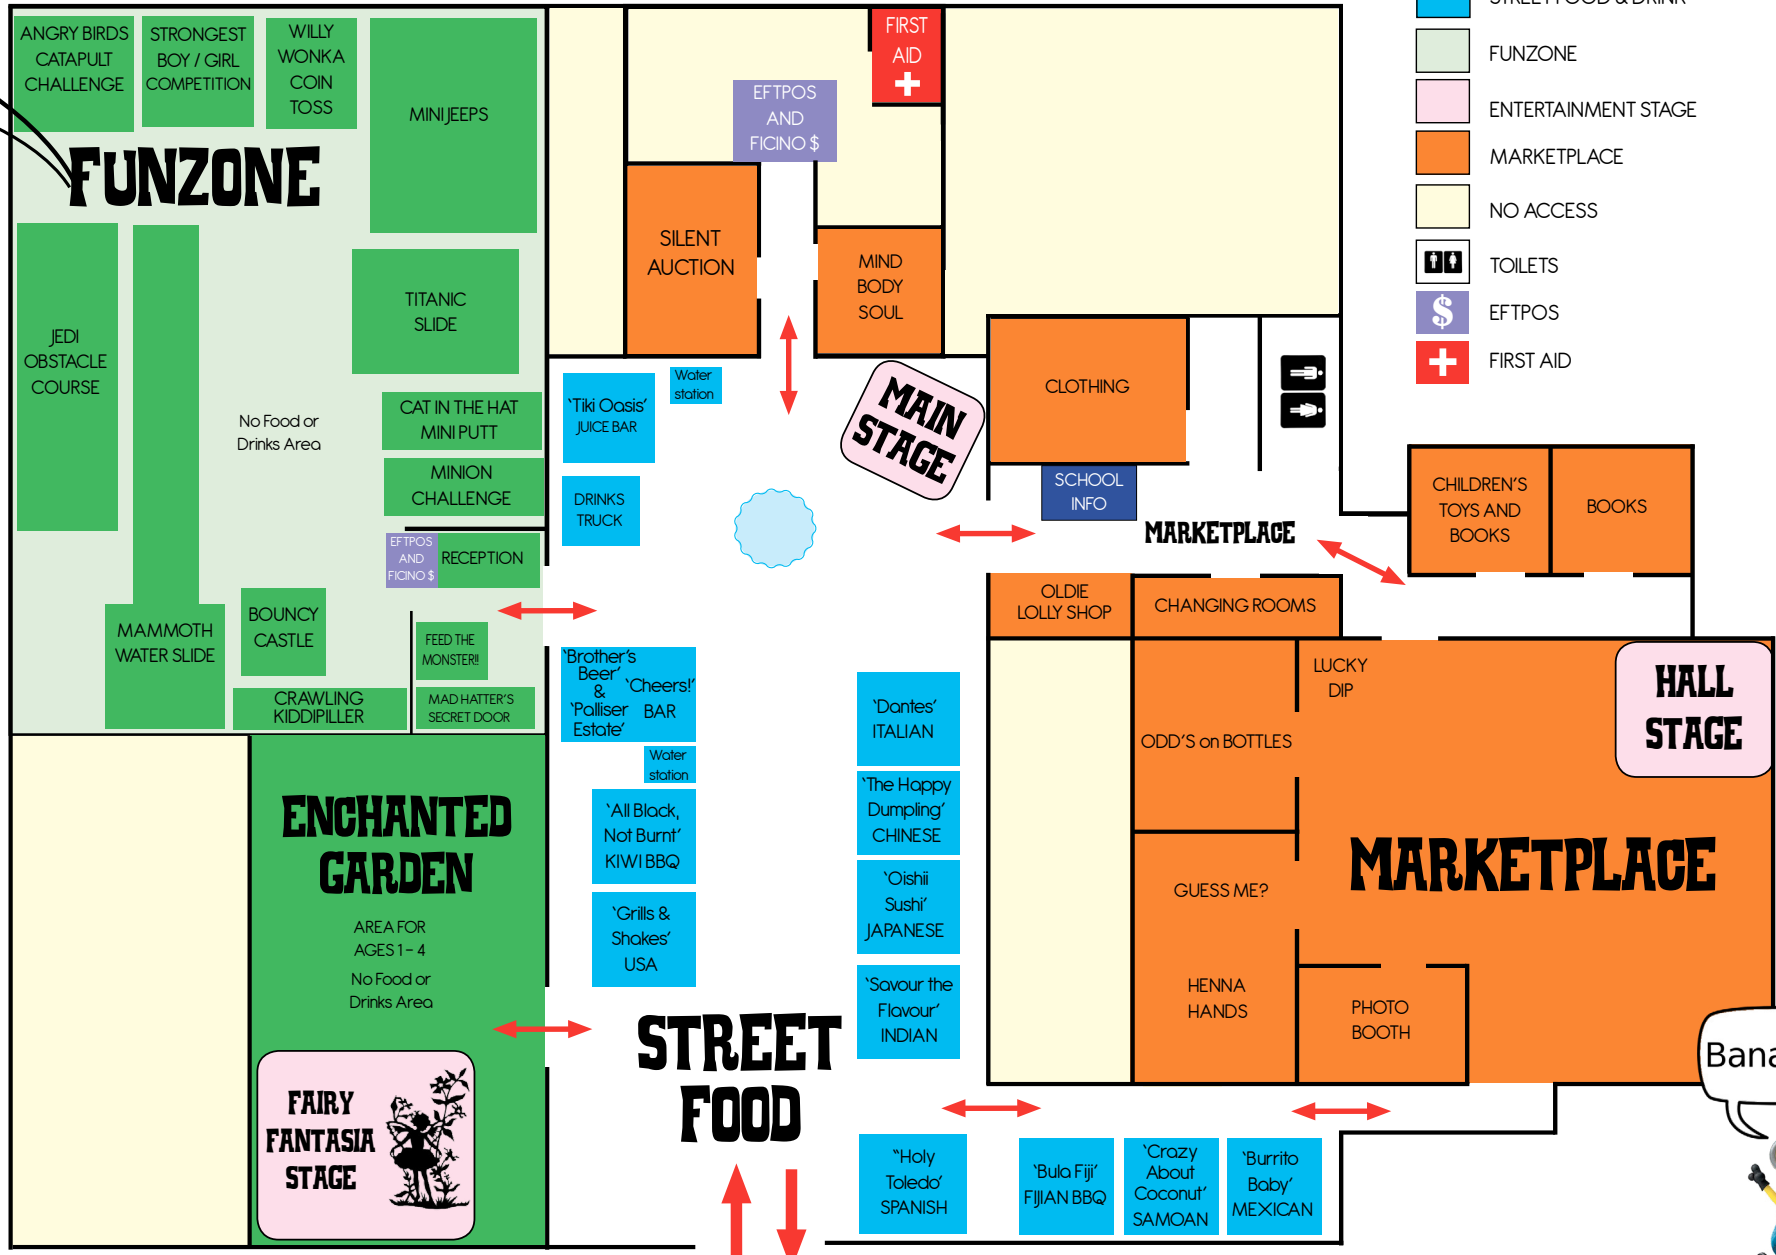 ANGRY BIRDS
CATAPULT
CHALLENGE
STRONGEST
BOY / GIRL
COMPETITION
WILLY
WONKA
COIN
TOSS
MINI JEEPS
FUNZONE
JEDI
OBSTACLE
COURSE
TITANIC
SLIDE
No Food or
Drinks Area
CAT IN THE HAT
MINI PUTT
MINION
CHALLENGE
EFTPOS
AND
FICINO $
RECEPTION
MAMMOTH
WATER SLIDE
BOUNCY
CASTLE
CRAWLING
KIDDIPILLER
FEED THE
MONSTER!!
MAD HATTER'S
SECRET DOOR
ENCHANTED
GARDEN
AREA FOR
AGES 1 – 4
No Food or
Drinks Area
FAIRY
FANTASIA
STAGE
FIRST
AID
EFTPOS
AND
FICINO $
SILENT
AUCTION
MIND
BODY
SOUL
'Tiki Oasis'
JUICE BAR
Water
station
DRINKS
TRUCK
MAIN
STAGE
CLOTHING
SCHOOL
INFO
MARKETPLACE
OLDIE
LOLLY SHOP
CHANGING ROOMS
CHILDREN'S
TOYS AND
BOOKS
BOOKS
'Brother's
Beer'
&
'Palliser
Estate'
'Cheers!'
BAR
Water
station
'All Black,
Not Burnt'
KIWI BBQ
'Grills &
Shakes'
USA
'Dantes'
ITALIAN
'The Happy
Dumpling'
CHINESE
'Oishii
Sushi'
JAPANESE
'Savour the
Flavour'
INDIAN
STREET
FOOD
"Holy
Toledo'
SPANISH
'Bula Fiji'
FIJIAN BBQ
'Crazy
About
Coconut'
SAMOAN
'Burrito
Baby'
MEXICAN
LUCKY
DIP
ODD'S on BOTTLES
GUESS ME?
HENNA
HANDS
PHOTO
BOOTH
HALL
STAGE
MARKETPLACE
Bana
STREET FOOD & DRINK
FUNZONE
ENTERTAINMENT STAGE
MARKETPLACE
NO ACCESS
TOILETS
$
EFTPOS
FIRST AID